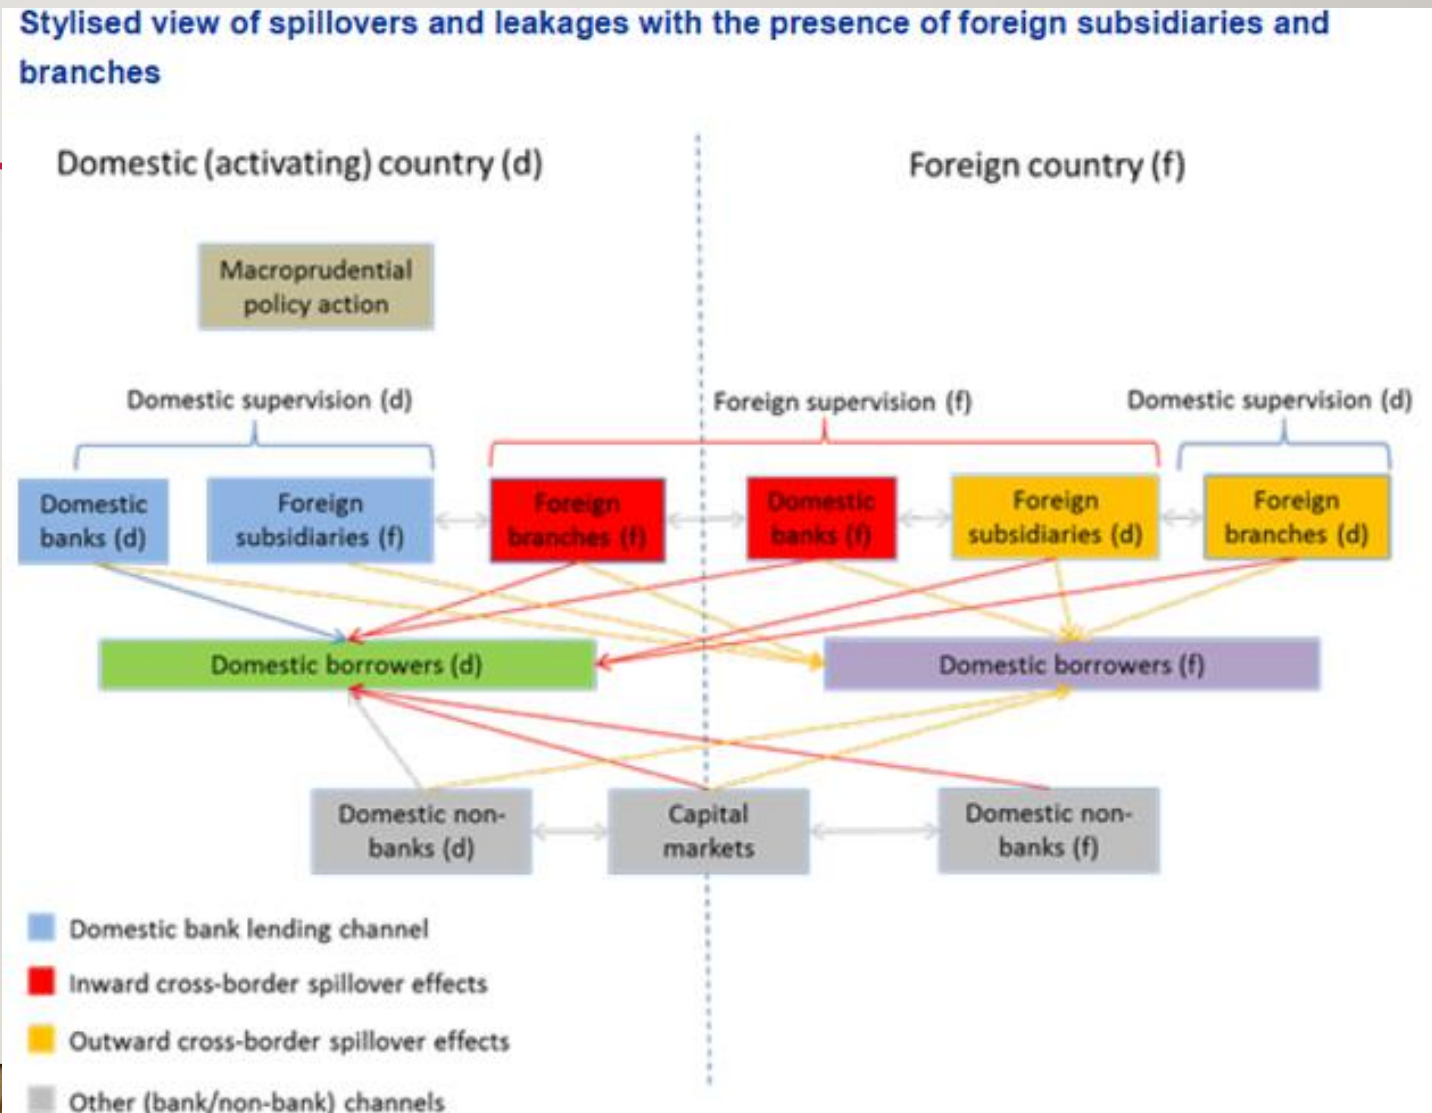 Stylised view of spillovers and leakages with the presence of foreign subsidiaries and
branches
Domestic (activating) country (d)
Foreign country (f)
Macroprudential
policy action
Domestic supervision (d)
Foreign supervision (f)
Domestic supervision (d)
Domestic
banks (d)
Foreign
subsidiaries (f)
Foreign
branches (f)
Domestic
banks (f)
Foreign
subsidiaries (d)
Foreign
branches (d)
Domestic borrowers (d)
Domestic borrowers (f)
Domestic non-
banks (d)
Capital
markets
Domestic non-
banks (f)
Domestic bank lending channel
Inward cross-border spillover effects
Outward cross-border spillover effects
Other (bank/non-bank) channels